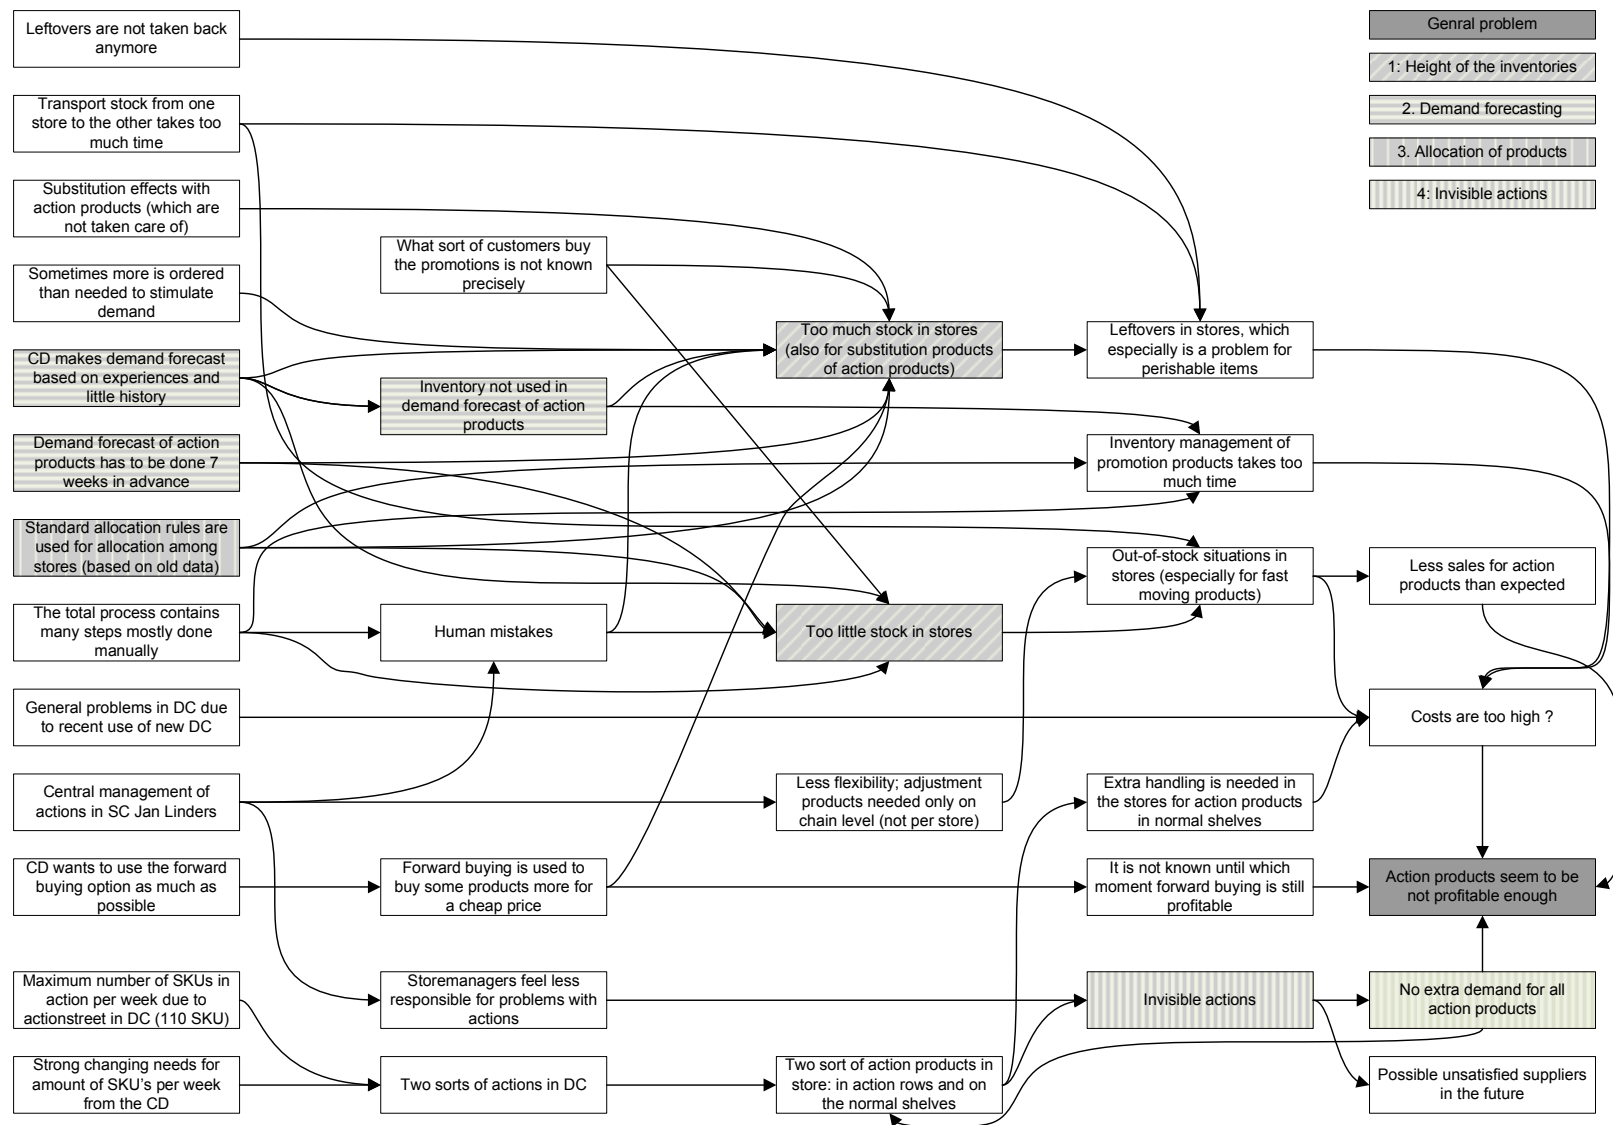 Leftovers are not taken back
anymore
Transport stock from one
store to the other takes too
much time
Substitution effects with
action products (which are
not taken care of)
Sometimes more is ordered
than needed to stimulate
demand
CD makes demand forecast
based on experiences and
little history
Demand forecast of action
products has to be done 7
weeks in advance
Standard allocation rules are
used for allocation among
stores (based on old data)
The total process contains
many steps mostly done
manually
General problems in DC due
to recent use of new DC
Central management of
actions in SC Jan Linders
CD wants to use the forward
buying option as much as
possible
Maximum number of SKUs in
action per week due to
actionstreet in DC (110 SKU)
Strong changing needs for
amount of SKU's per week
from the CD
What sort of customers buy
the promotions is not known
precisely
Inventory not used in
demand forecast of action
products
Human mistakes
Forward buying is used to
buy some products more for
a cheap price
Storemanagers feel less
responsible for problems with
actions
Two sorts of actions in DC
Too much stock in stores
(also for substitution products
of action products)
Too little stock in stores
Less flexibility; adjustment
products needed only on
chain level (not per store)
Two sort of action products in
store: in action rows and on
the normal shelves
Leftovers in stores, which
especially is a problem for
perishable items
Inventory management of
promotion products takes too
much time
Out-of-stock situations in
stores (especially for fast
moving products)
Extra handling is needed in
the stores for action products
in normal shelves
It is not known until which
moment forward buying is still
profitable
Invisible actions
Genral problem
1: Height of the inventories
2. Demand forecasting
3. Allocation of products
4: Invisible actions
Less sales for action
products than expected
Costs are too high ?
Action products seem to be
not profitable enough
No extra demand for all
action products
Possible unsatisfied suppliers
in the future